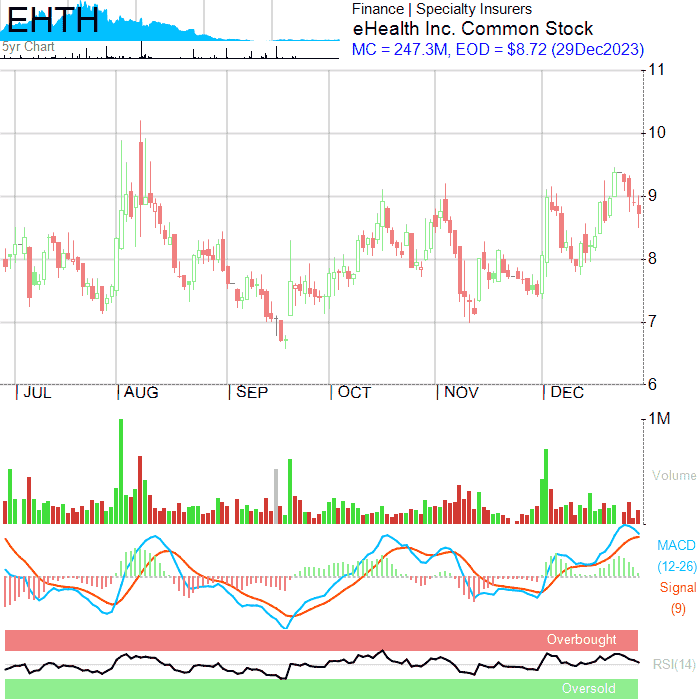 EHTH
5yr Chart
Finance | Specialty Insurers
eHealth Inc. Common Stock
MC = 247.3M, EOD = $8.72 (29Dec2023)
11
10
9
8
7
6
JUL AUG SEP OCT NOV DEC
1M
Volume
MACD
(12-26)
Signal
(9)
Overbought
RSI(14)
Oversold